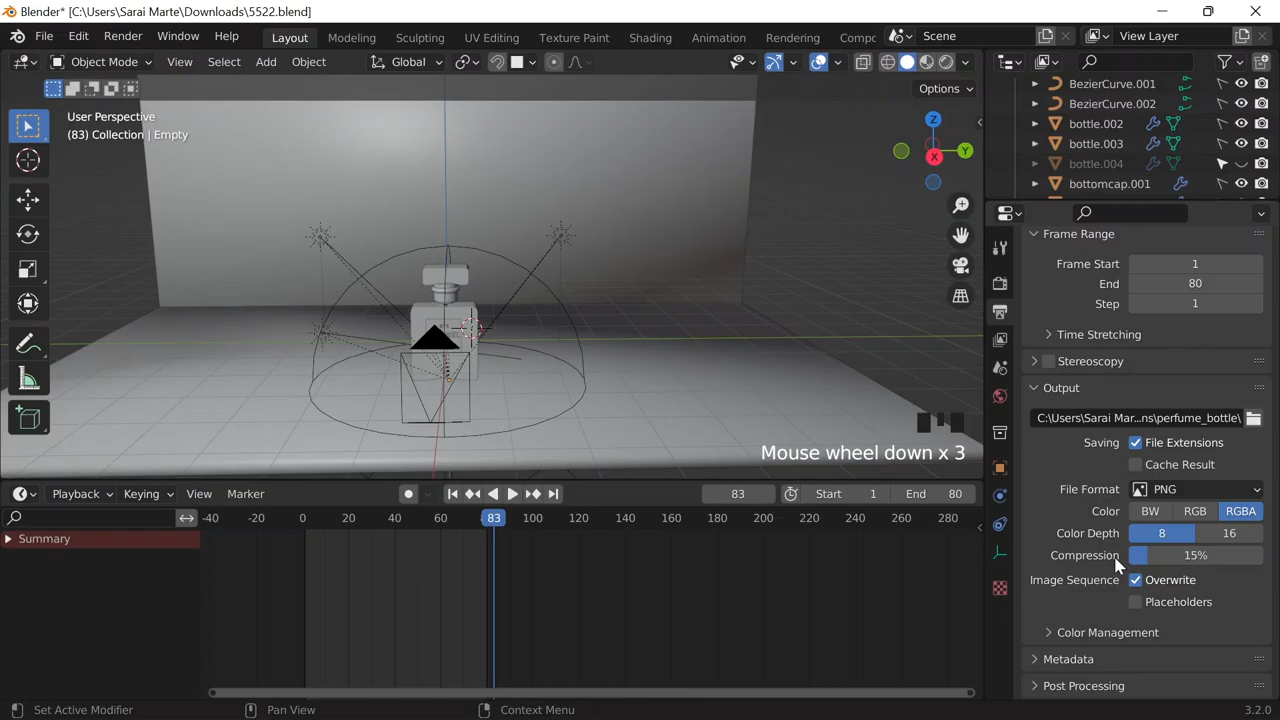 Blender* [C:\Users\Sarai Marte\Downloads\5522.blend]
File Edit Render Window Help Layout Modeling Sculpting UV Editing Texture Paint Shading Animation Rendering Compc Scene View Layer
Object Mode View Select Add Object Global
Options
User Perspective
(83) Collection | Empty
Z
Y
X
BezierCurve.001
BezierCurve.002
bottle.002
bottle.003
bottle.004
bottomcap.001
Frame Range
Frame Start 1
End 80
Step 1
Time Stretching
Stereoscopy
Output
C:\Users\Sarai Mar...ns\perfume_bottle\
Saving File Extensions
Cache Result
File Format PNG
Color BW RGB RGBA
Color Depth 8 16
Compression 15%
Image Sequence Overwrite
Placeholders
Color Management
Metadata
Post Processing
Mouse wheel down x 3
Playback Keying View Marker 83 Start 1 End 80
-40 -20 0 20 40 60 83 100 120 140 160 180 200 220 240 260 280
Summary
Set Active Modifier Pan View Context Menu 3.2.0